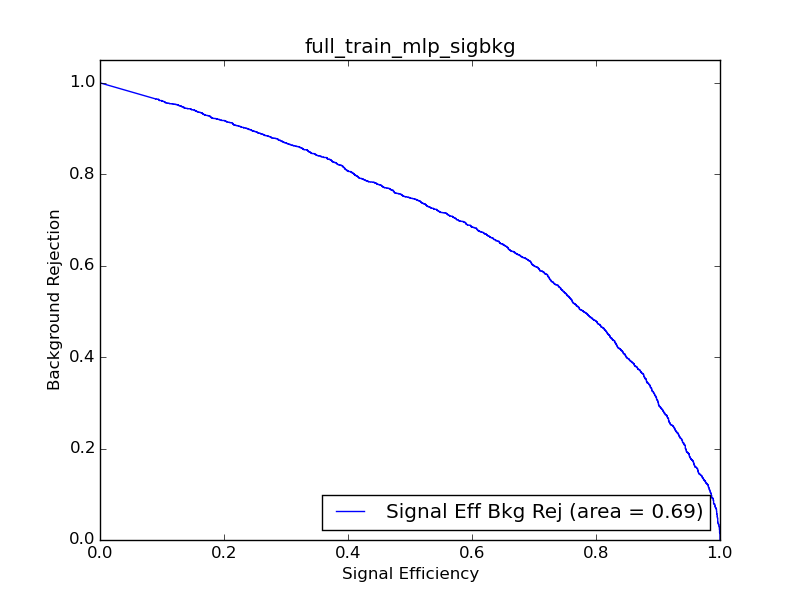 full_train_mlp_sigbkg
1.0
0.8
0.6
0.4
0.2
0.0
Background Rejection
Signal Eff Bkg Rej (area = 0.69)
0.0 0.2 0.4 0.6 0.8 1.0
Signal Efficiency